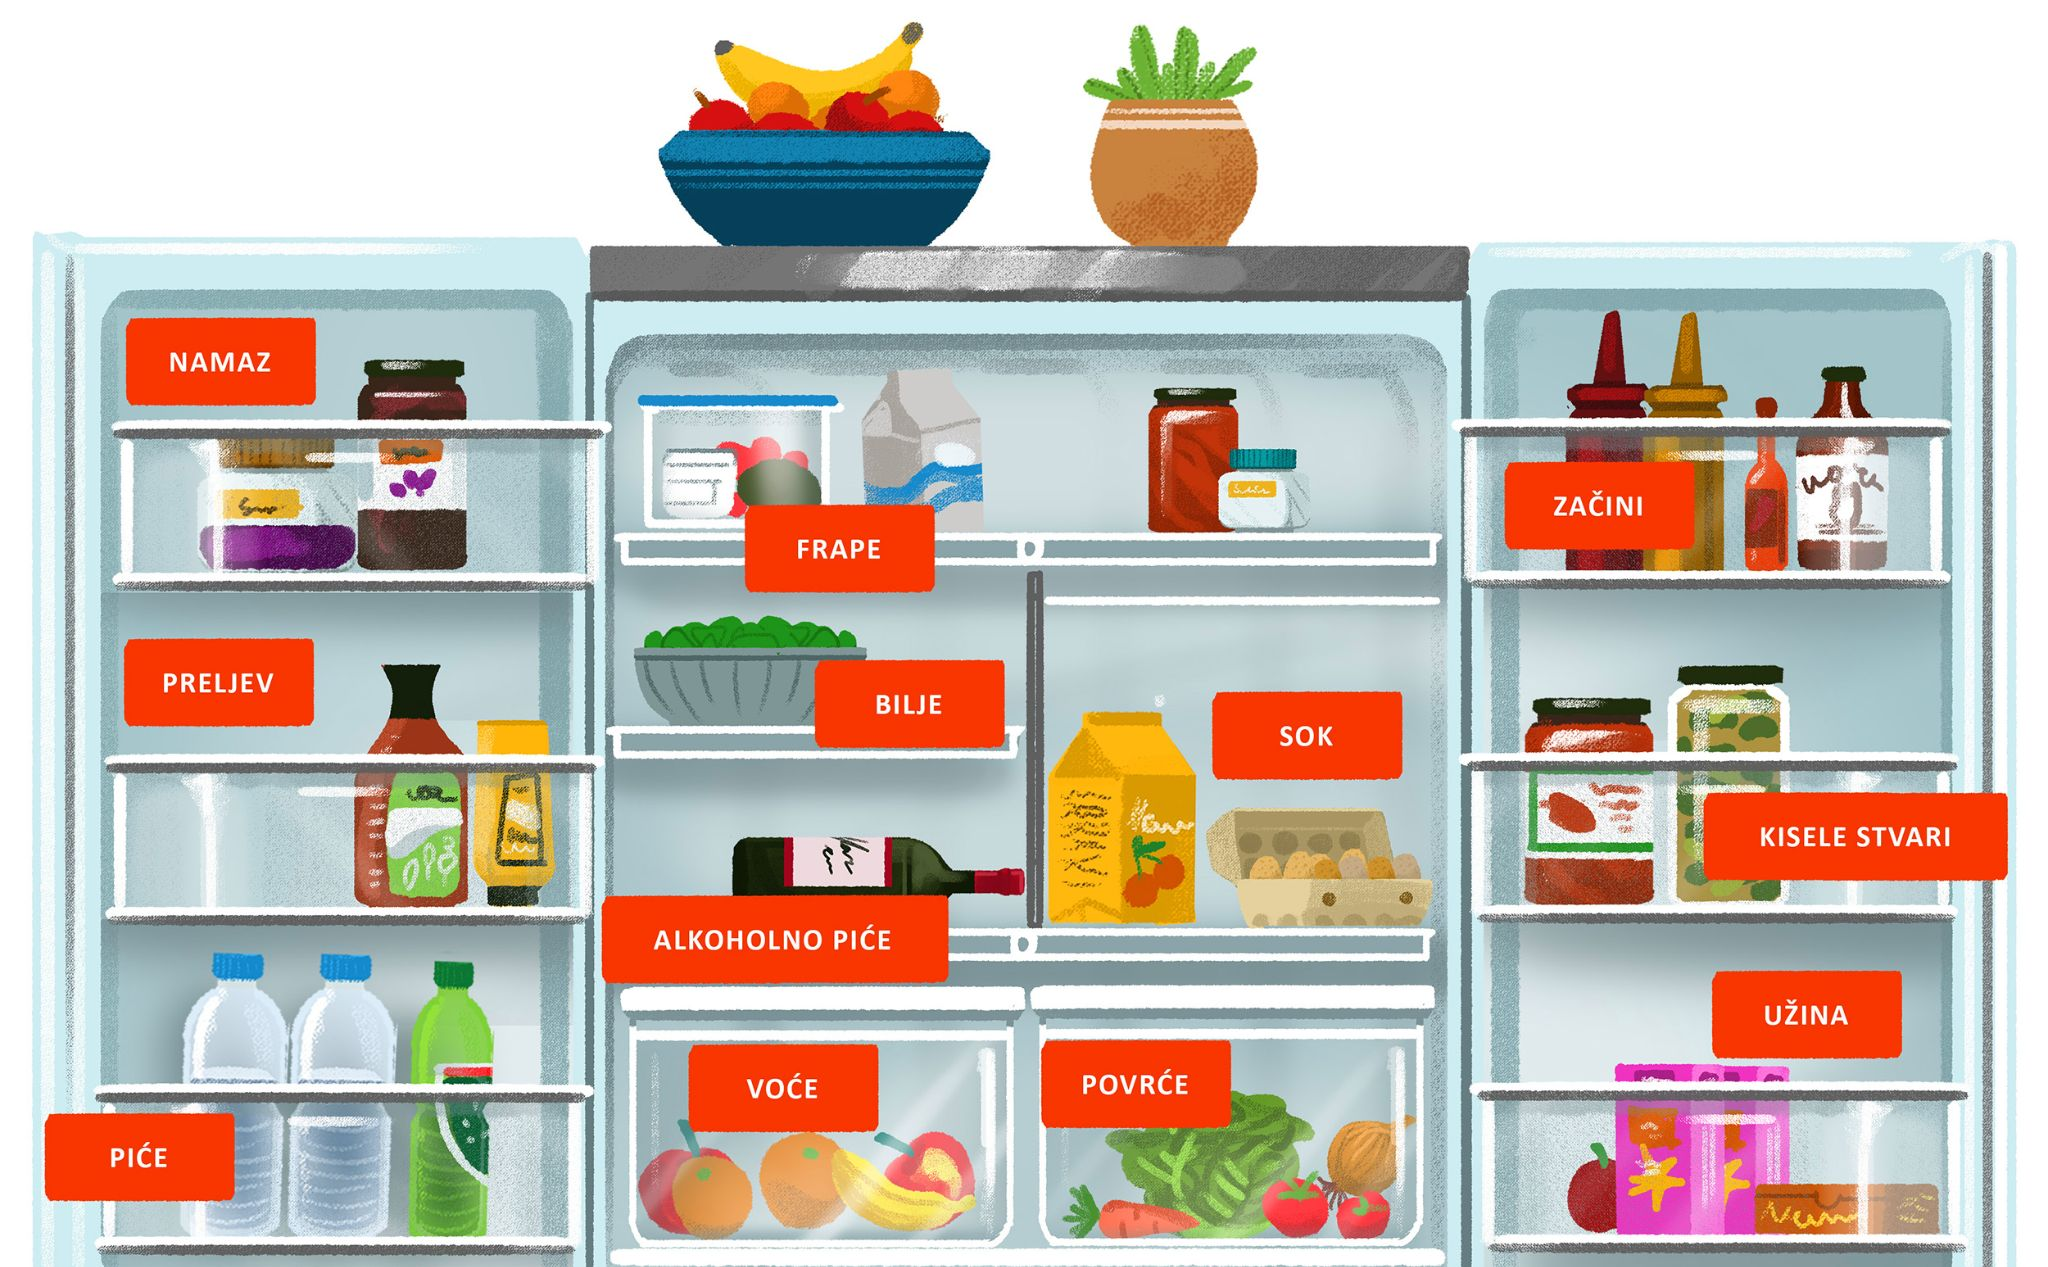 NAMAZ
ZAČINI
FRAPE
PRELJEV
BILJE
SOK
KISELE STVARI
ALKOHOLNO PIĆE
UŽINA
VOĆE
POVRĆE
PIĆE